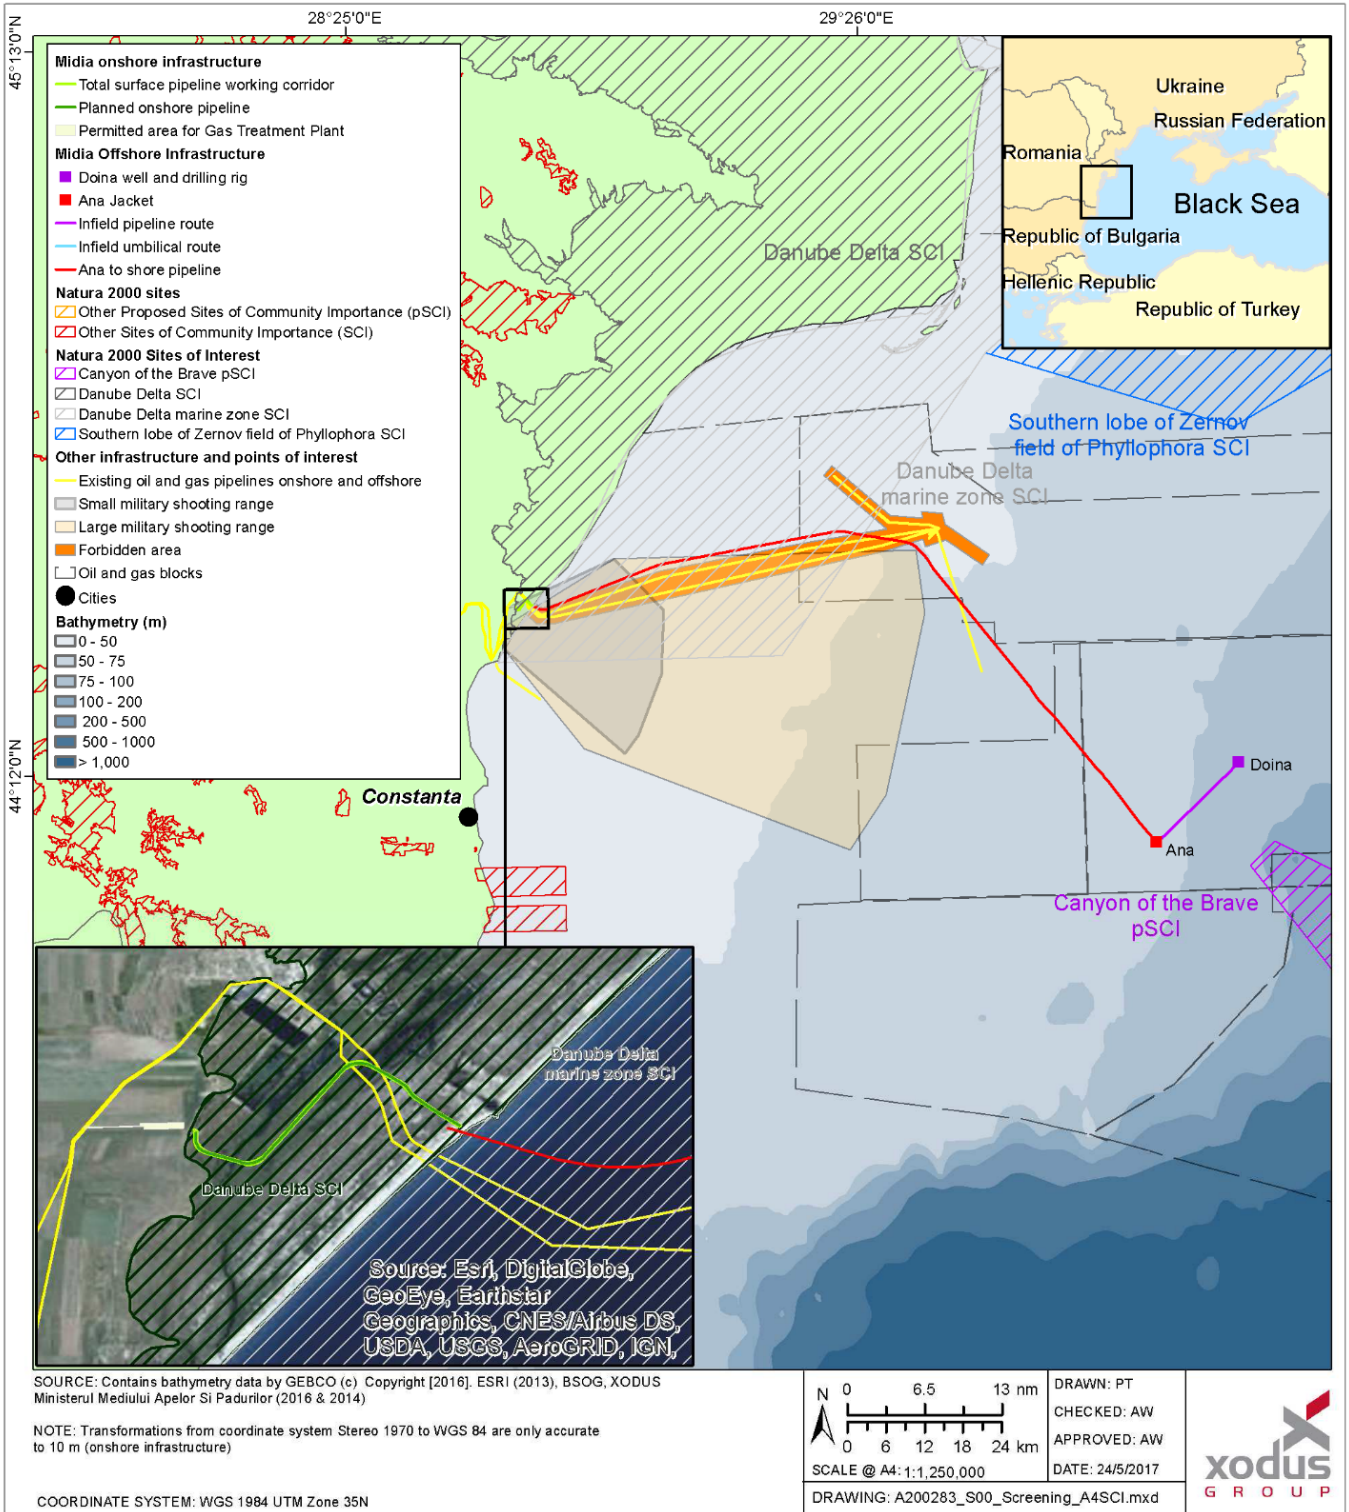 28°25'0"E
29°26'0"E
45°13'0"N
44°12'0"N
Midia onshore infrastructure
Total surface pipeline working corridor
Planned onshore pipeline
Permitted area for Gas Treatment Plant
Midia Offshore Infrastructure
Doina well and drilling rig
Ana Jacket
Infield pipeline route
Infield umbilical route
Ana to shore pipeline
Natura 2000 sites
Other Proposed Sites of Community Importance (pSCI)
Other Sites of Community Importance (SCI)
Natura 2000 Sites of Interest
Canyon of the Brave pSCI
Danube Delta SCI
Danube Delta marine zone SCI
Southern lobe of Zernov field of Phyllophora SCI
Other infrastructure and points of interest
Existing oil and gas pipelines onshore and offshore
Small military shooting range
Large military shooting range
Forbidden area
Oil and gas blocks
Cities
Bathymetry (m)
0 - 50
50 - 75
75 - 100
100 - 200
200 - 500
500 - 1000
> 1,000
Ukraine
Russian Federation
Romania
Black Sea
Republic of Bulgaria
Hellenic Republic
Republic of Turkey
Danube Delta SCI
Southern lobe of Zernov
field of Phyllophora SCI
Danube Delta
marine zone SCI
Doina
Ana
Constanta
Canyon of the Brave
pSCI
Danube Delta
marine zone SCI
Danube Delta SCI
Source: Esri, DigitalGlobe,
GeoEye, Earthstar
Geographics, CNES/Airbus DS,
USDA, USGS, AeroGRID, IGN,
SOURCE: Contains bathymetry data by GEBCO (c) Copyright [2016]. ESRI (2013), BSOG, XODUS
Ministerul Mediului Apelor Si Padurilor (2016 & 2014)
NOTE: Transformations from coordinate system Stereo 1970 to WGS 84 are only accurate
to 10 m (onshore infrastructure)
COORDINATE SYSTEM: WGS 1984 UTM Zone 35N
N
0 6.5 13 nm
0 6 12 18 24 km
SCALE @ A4: 1:1,250,000
DRAWN: PT
CHECKED: AW
APPROVED: AW
DATE: 24/5/2017
DRAWING: A200283_S00_Screening_A4SCI.mxd
xodus
GROUP